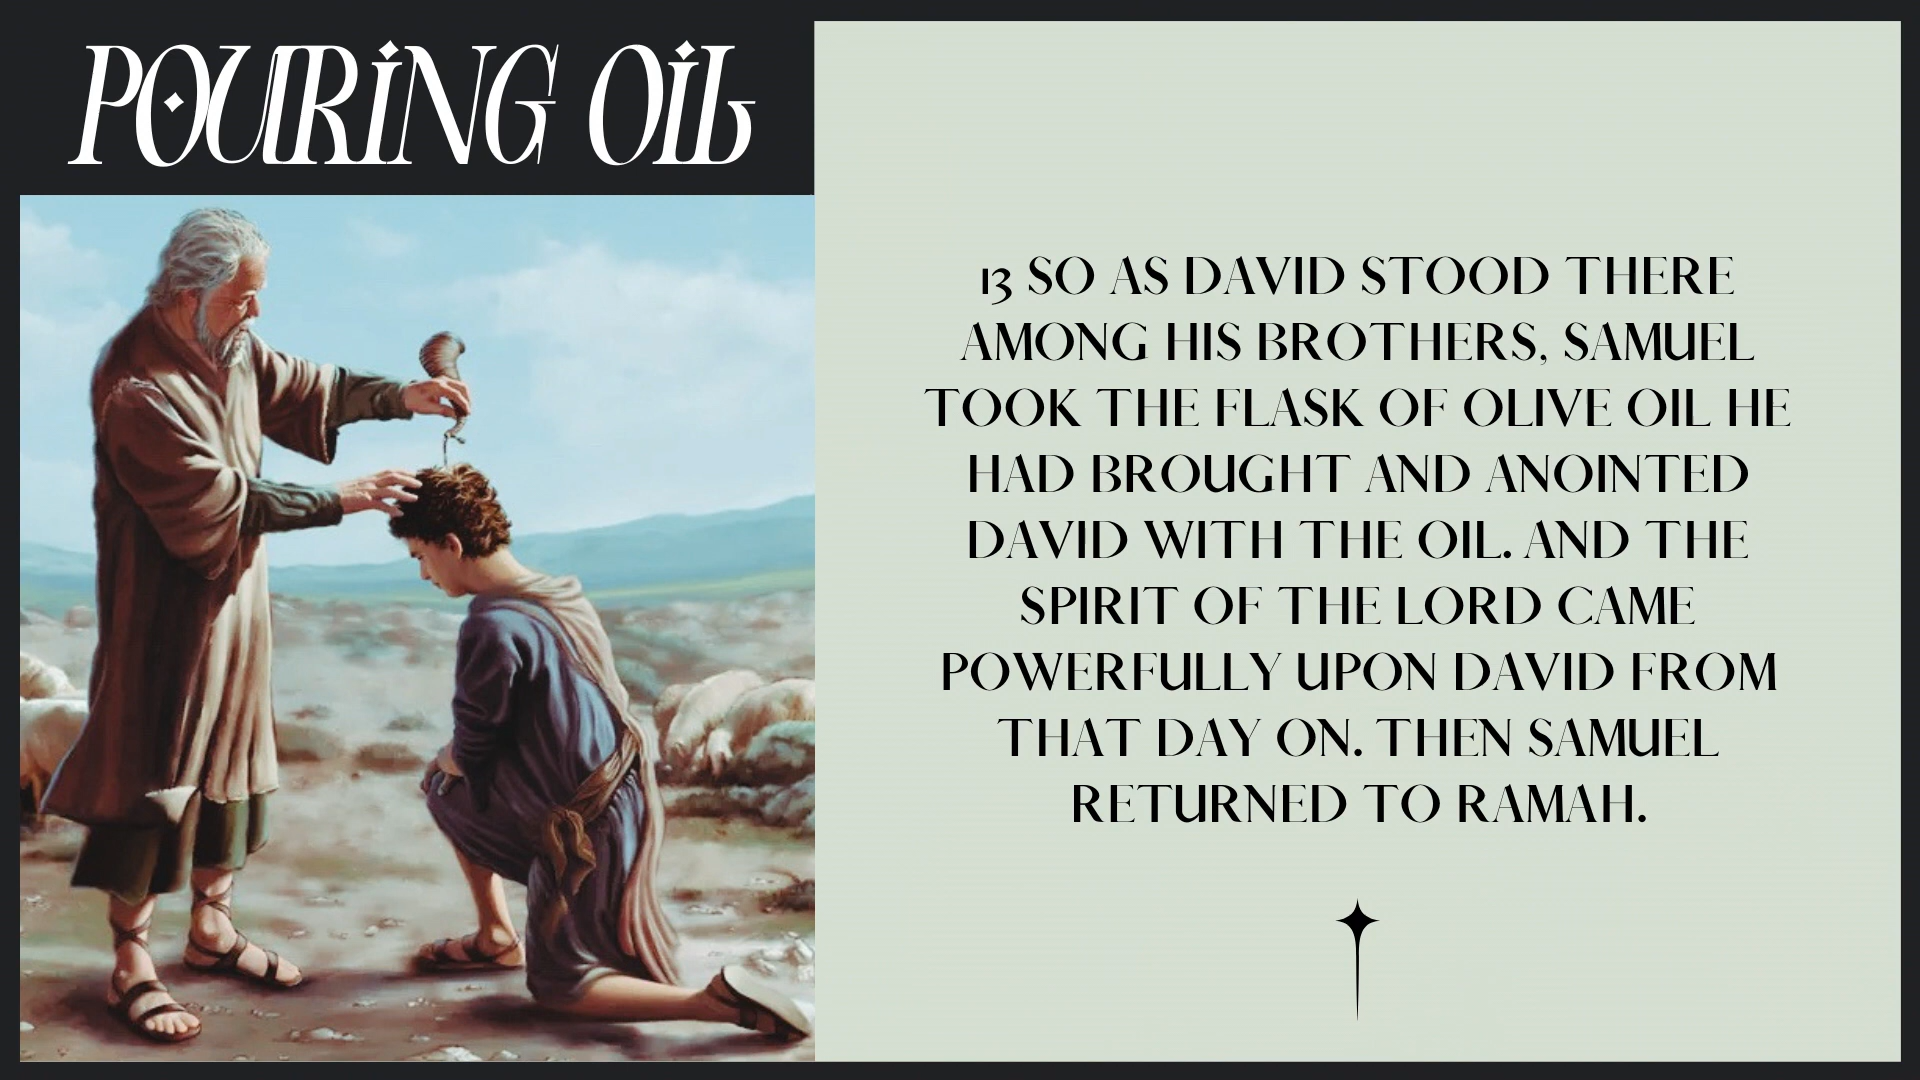 POURING OIL
13 SO AS DAVID STOOD THERE
AMONG HIS BROTHERS, SAMUEL
TOOK THE FLASK OF OLIVE OIL HE
HAD BROUGHT AND ANOINTED
DAVID WITH THE OIL. AND THE
SPIRIT OF THE LORD CAME
POWERFULLY UPON DAVID FROM
THAT DAY ON. THEN SAMUEL
RETURNED TO RAMAH.